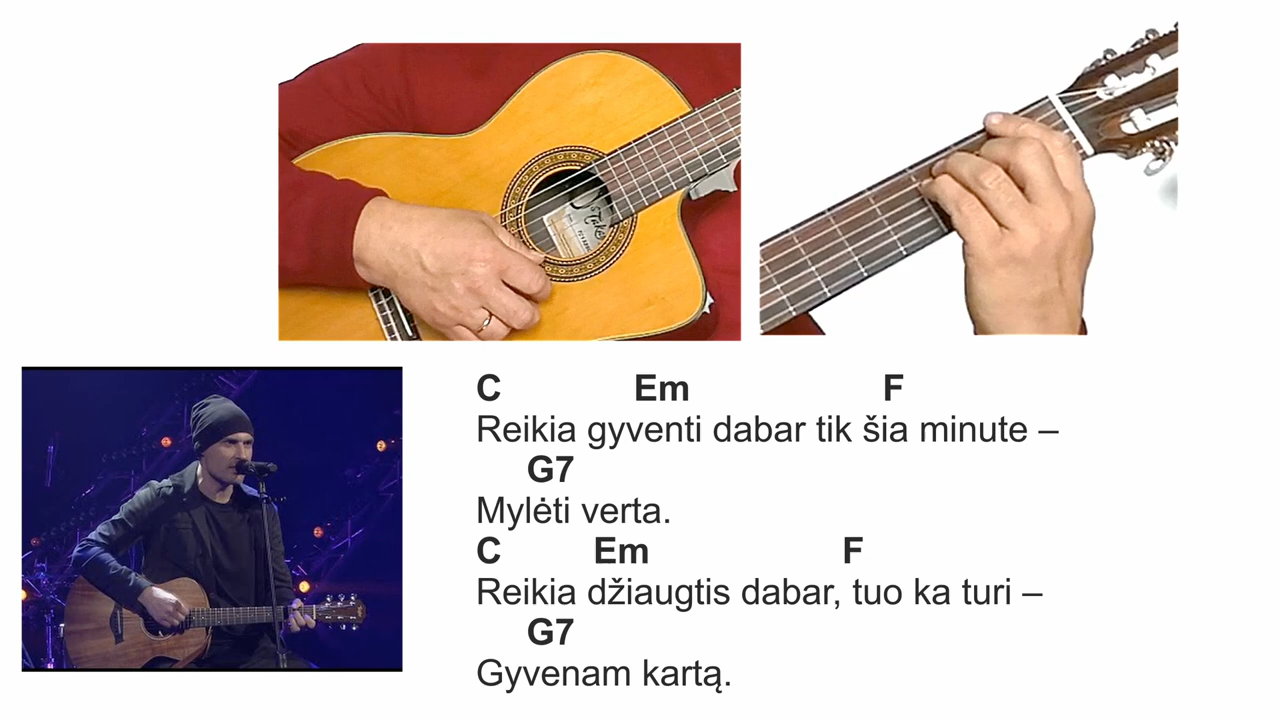 C Em F
Reikia gyventi dabar tik šia minute –
G7
Mylėti verta.
C Em F
Reikia džiaugtis dabar, tuo ka turi –
G7
Gyvenam kartą.